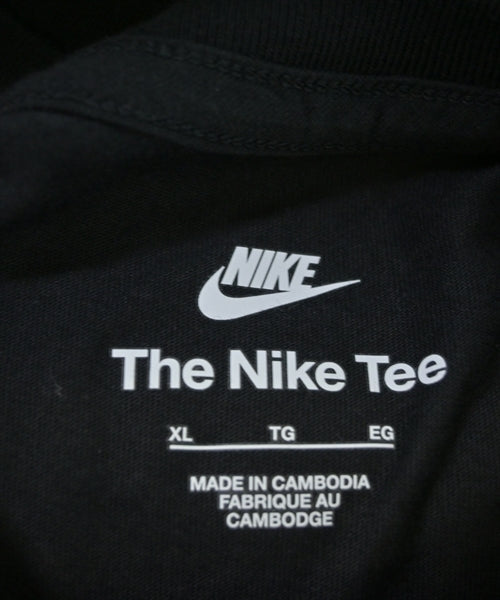 NIKE
The Nike Tee
XL TG EG
MADE IN CAMBODIA
FABRIQUE AU
CAMBODGE